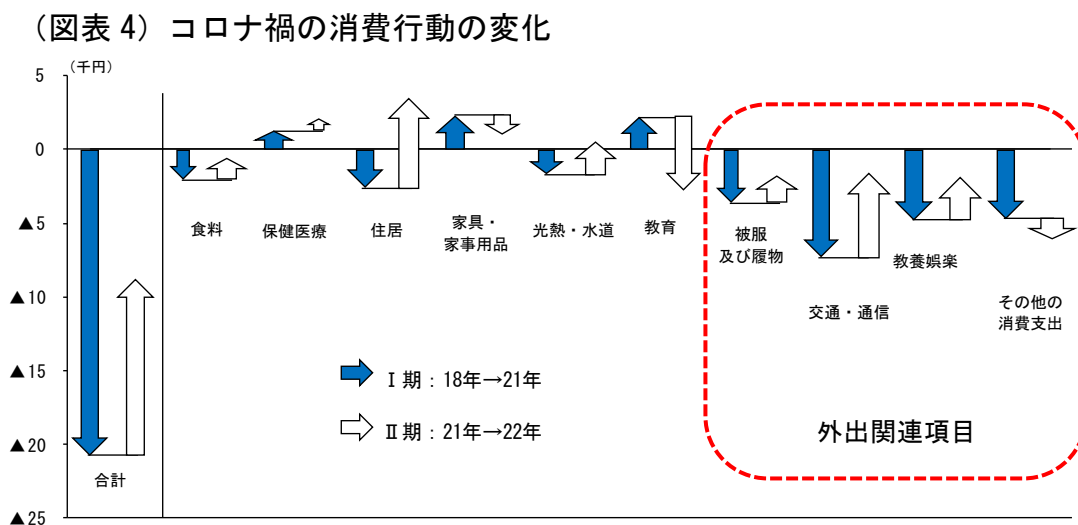 （図表 4）コロナ禍の消費行動の変化
（千円）
5
0
▲5
▲10
▲15
▲20
▲25
合計
食料
保健医療
住居
家具・
家事用品
光熱・水道
教育
被服
及び履物
交通・通信
教養娯楽
その他の
消費支出
Ⅰ期：18年→21年
Ⅱ期：21年→22年
外出関連項目